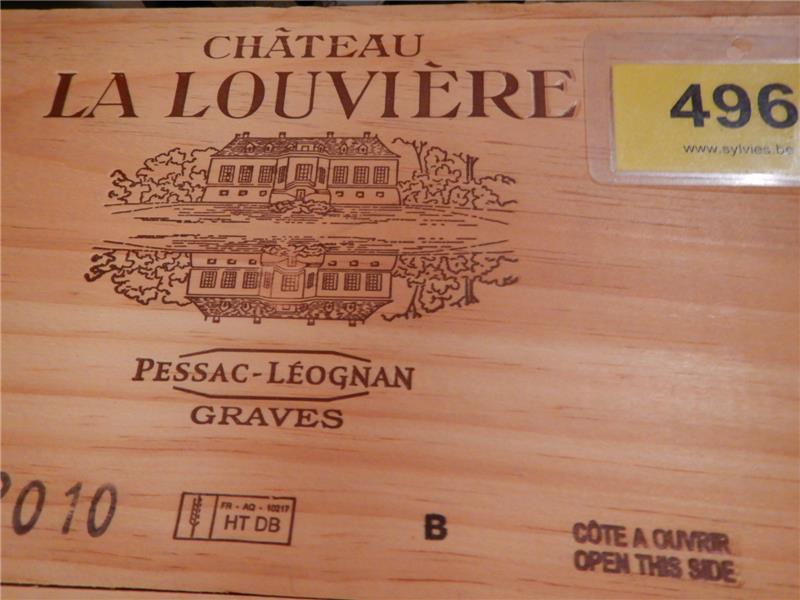 CHÂTEAU
LA LOUVIÈRE
496
www.sylvies.be
PESSAC-LÉOGNAN
GRAVES
2010
FR - AQ - 10217
HT DB
B
CÔTE A OUVRIR
OPEN THIS SIDE